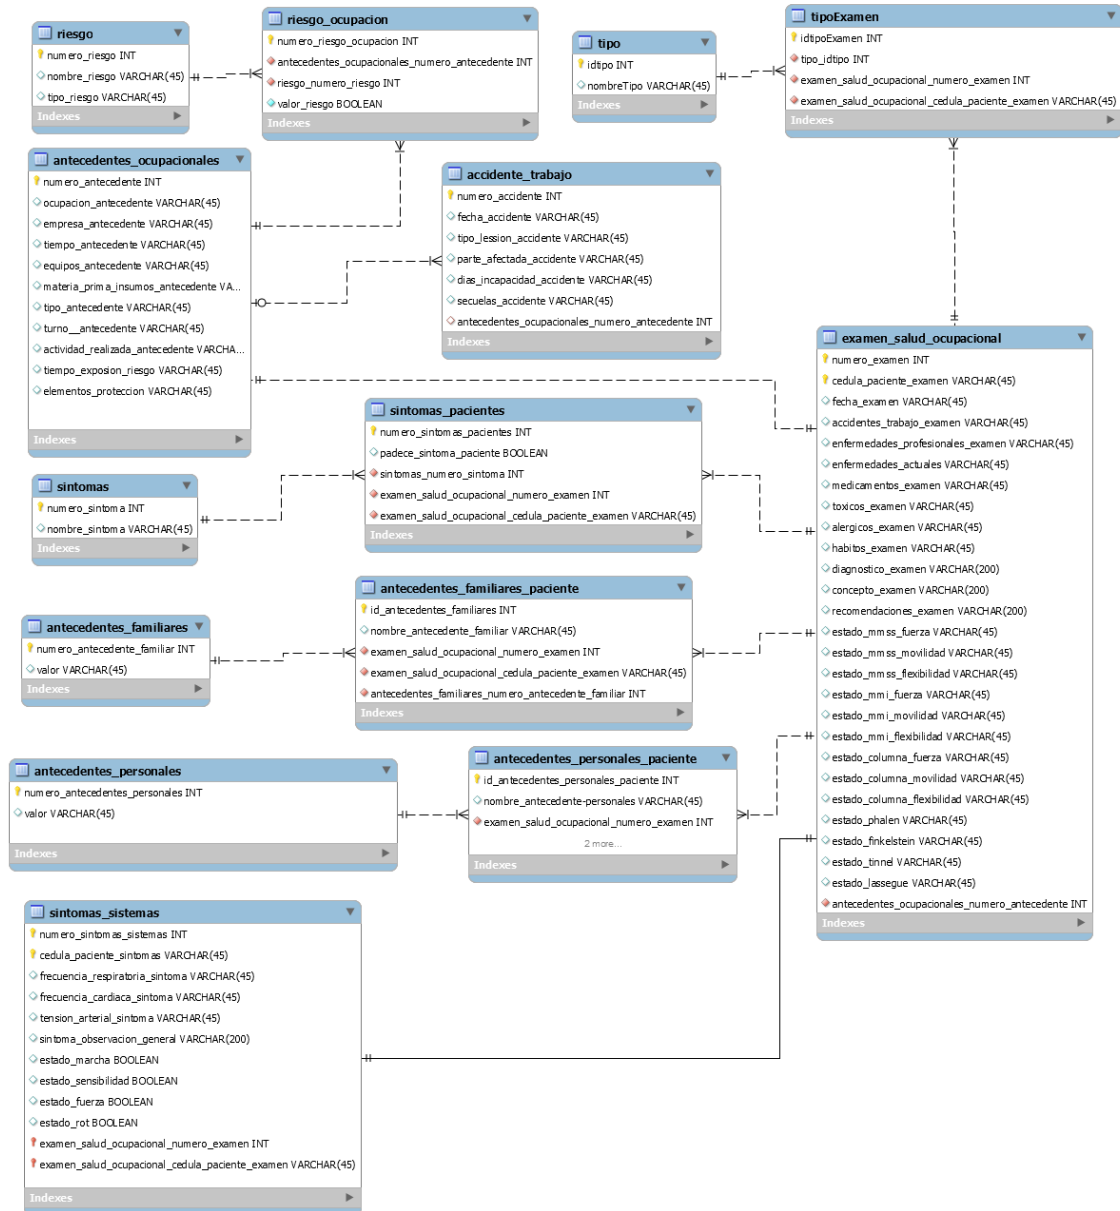 riesgo
numero_riesgo INT
nombre_riesgo VARCHAR(45)
tipo_riesgo VARCHAR(45)
Indexes
riesgo_ocupacion
numero_riesgo_ocupacion INT
antecedentes_ocupacionales_numero_antecedente INT
riesgo_numero_riesgo INT
valor_riesgo BOOLEAN
Indexes
tipo
idtipo INT
nombreTipo VARCHAR(45)
Indexes
tipoExamen
idtipoExamen INT
tipo_idtipo INT
examen_salud_ocupacional_numero_examen INT
examen_salud_ocupacional_cedula_paciente_examen VARCHAR(45)
Indexes
antecedentes_ocupacionales
numero_antecedente INT
ocupacion_antecedente VARCHAR(45)
empresa_antecedente VARCHAR(45)
tiempo_antecedente VARCHAR(45)
equipos_antecedente VARCHAR(45)
materia_prima_insumos_antecedente VA...
tipo_antecedente VARCHAR(45)
turno__antecedente VARCHAR(45)
actividad_realizada_antecedente VARCHA...
tiempo_exposion_riesgo VARCHAR(45)
elementos_proteccion VARCHAR(45)
Indexes
accidente_trabajo
numero_accidente INT
fecha_accidente VARCHAR(45)
tipo_lession_accidente VARCHAR(45)
parte_afectada_accidente VARCHAR(45)
dias_incapacidad_accidente VARCHAR(45)
secuelas_accidente VARCHAR(45)
antecedentes_ocupacionales_numero_antecedente INT
Indexes
examen_salud_ocupacional
numero_examen INT
cedula_paciente_examen VARCHAR(45)
fecha_examen VARCHAR(45)
accidentes_trabajo_examen VARCHAR(45)
enfermedades_profesionales_examen VARCHAR(45)
enfermedades_actuales VARCHAR(45)
medicamentos_examen VARCHAR(45)
toxicos_examen VARCHAR(45)
alergicos_examen VARCHAR(45)
habitos_examen VARCHAR(45)
diagnostico_examen VARCHAR(200)
concepto_examen VARCHAR(200)
recomendaciones_examen VARCHAR(200)
estado_mmss_fuerza VARCHAR(45)
estado_mmss_movilidad VARCHAR(45)
estado_mmss_flexibilidad VARCHAR(45)
estado_mmi_fuerza VARCHAR(45)
estado_mmi_movilidad VARCHAR(45)
estado_mmi_flexibilidad VARCHAR(45)
estado_columna_fuerza VARCHAR(45)
estado_columna_movilidad VARCHAR(45)
estado_columna_flexibilidad VARCHAR(45)
estado_phalen VARCHAR(45)
estado_finkelstein VARCHAR(45)
estado_tinnel VARCHAR(45)
estado_lassegue VARCHAR(45)
antecedentes_ocupacionales_numero_antecedente INT
Indexes
sintomas_pacientes
numero_sintomas_pacientes INT
padece_sintoma_paciente BOOLEAN
sintomas_numero_sintoma INT
examen_salud_ocupacional_numero_examen INT
examen_salud_ocupacional_cedula_paciente_examen VARCHAR(45)
Indexes
sintomas
numero_sintoma INT
nombre_sintoma VARCHAR(45)
Indexes
antecedentes_familiares_paciente
id_antecedentes_familiares INT
nombre_antecedente_familiar VARCHAR(45)
examen_salud_ocupacional_numero_examen INT
examen_salud_ocupacional_cedula_paciente_examen VARCHAR(45)
antecedentes_familiares_numero_antecedente_familiar INT
Indexes
antecedentes_familiares
numero_antecedente_familiar INT
valor VARCHAR(45)
Indexes
antecedentes_personales
numero_antecedentes_personales INT
valor VARCHAR(45)
Indexes
antecedentes_personales_paciente
id_antecedentes_personales_paciente INT
nombre_antecedente-personales VARCHAR(45)
examen_salud_ocupacional_numero_examen INT
2 more...
Indexes
sintomas_sistemas
numero_sintomas_sistemas INT
cedula_paciente_sintomas VARCHAR(45)
frecuencia_respiratoria_sintoma VARCHAR(45)
frecuencia_cardiaca_sintoma VARCHAR(45)
tension_arterial_sintoma VARCHAR(45)
sintoma_observacion_general VARCHAR(200)
estado_marcha BOOLEAN
estado_sensibilidad BOOLEAN
estado_fuerza BOOLEAN
estado_rot BOOLEAN
examen_salud_ocupacional_numero_examen INT
examen_salud_ocupacional_cedula_paciente_examen VARCHAR(45)
Indexes